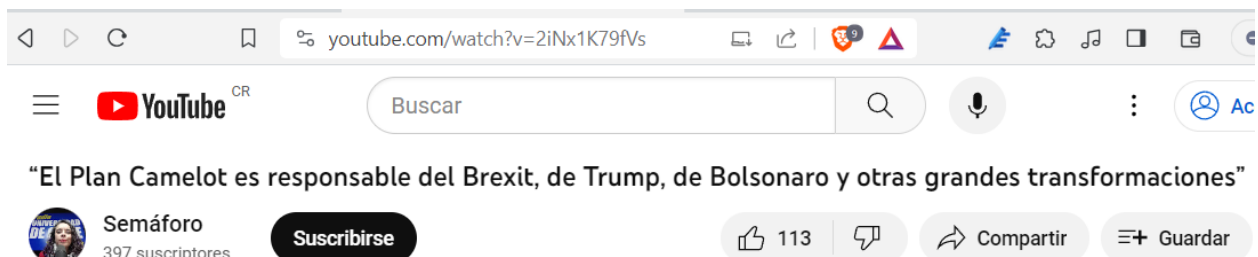 youtube.com/watch?v=2iNx1K79fVs 9
YouTube CR Buscar Ac
“El Plan Camelot es responsable del Brexit, de Trump, de Bolsonaro y otras grandes transformaciones”
Semáforo
397 suscriptores Suscribirse 113 Compartir Guardar